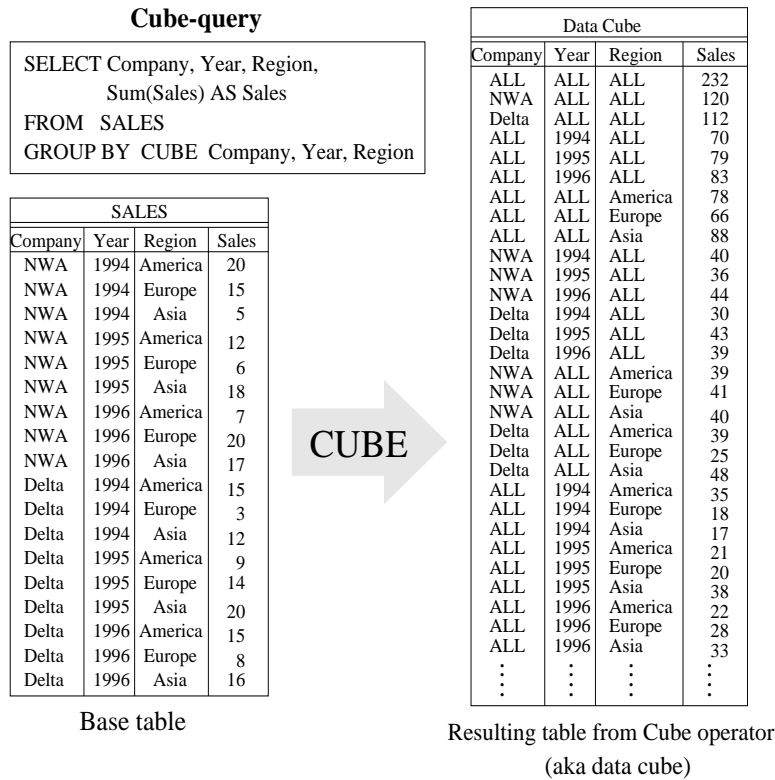 Cube-query
SELECT Company, Year, Region,
Sum(Sales) AS Sales
FROM SALES
GROUP BY CUBE Company, Year, Region
SALES
Company Year Region Sales
NWA 1994 America 20
NWA 1994 Europe 15
NWA 1994 Asia 5
NWA 1995 America 12
NWA 1995 Europe 6
NWA 1995 Asia 18
NWA 1996 America 7
NWA 1996 Europe 20
NWA 1996 Asia 17
Delta 1994 America 15
Delta 1994 Europe 3
Delta 1994 Asia 12
Delta 1995 America 9
Delta 1995 Europe 14
Delta 1995 Asia 20
Delta 1996 America 15
Delta 1996 Europe 8
Delta 1996 Asia 16
Base table
CUBE
Data Cube
Company Year Region Sales
ALL ALL ALL 232
NWA ALL ALL 120
Delta ALL ALL 112
ALL 1994 ALL 70
ALL 1995 ALL 79
ALL 1996 ALL 83
ALL ALL America 78
ALL ALL Europe 66
ALL ALL Asia 88
NWA 1994 ALL 40
NWA 1995 ALL 36
NWA 1996 ALL 44
Delta 1994 ALL 30
Delta 1995 ALL 43
Delta 1996 ALL 39
NWA ALL America 39
NWA ALL Europe 41
NWA ALL Asia 40
Delta ALL America 39
Delta ALL Europe 25
Delta ALL Asia 48
ALL 1994 America 35
ALL 1994 Europe 18
ALL 1994 Asia 17
ALL 1995 America 21
ALL 1995 Europe 20
ALL 1995 Asia 38
ALL 1996 America 22
ALL 1996 Europe 28
ALL 1996 Asia 33
Resulting table from Cube operator
(aka data cube)